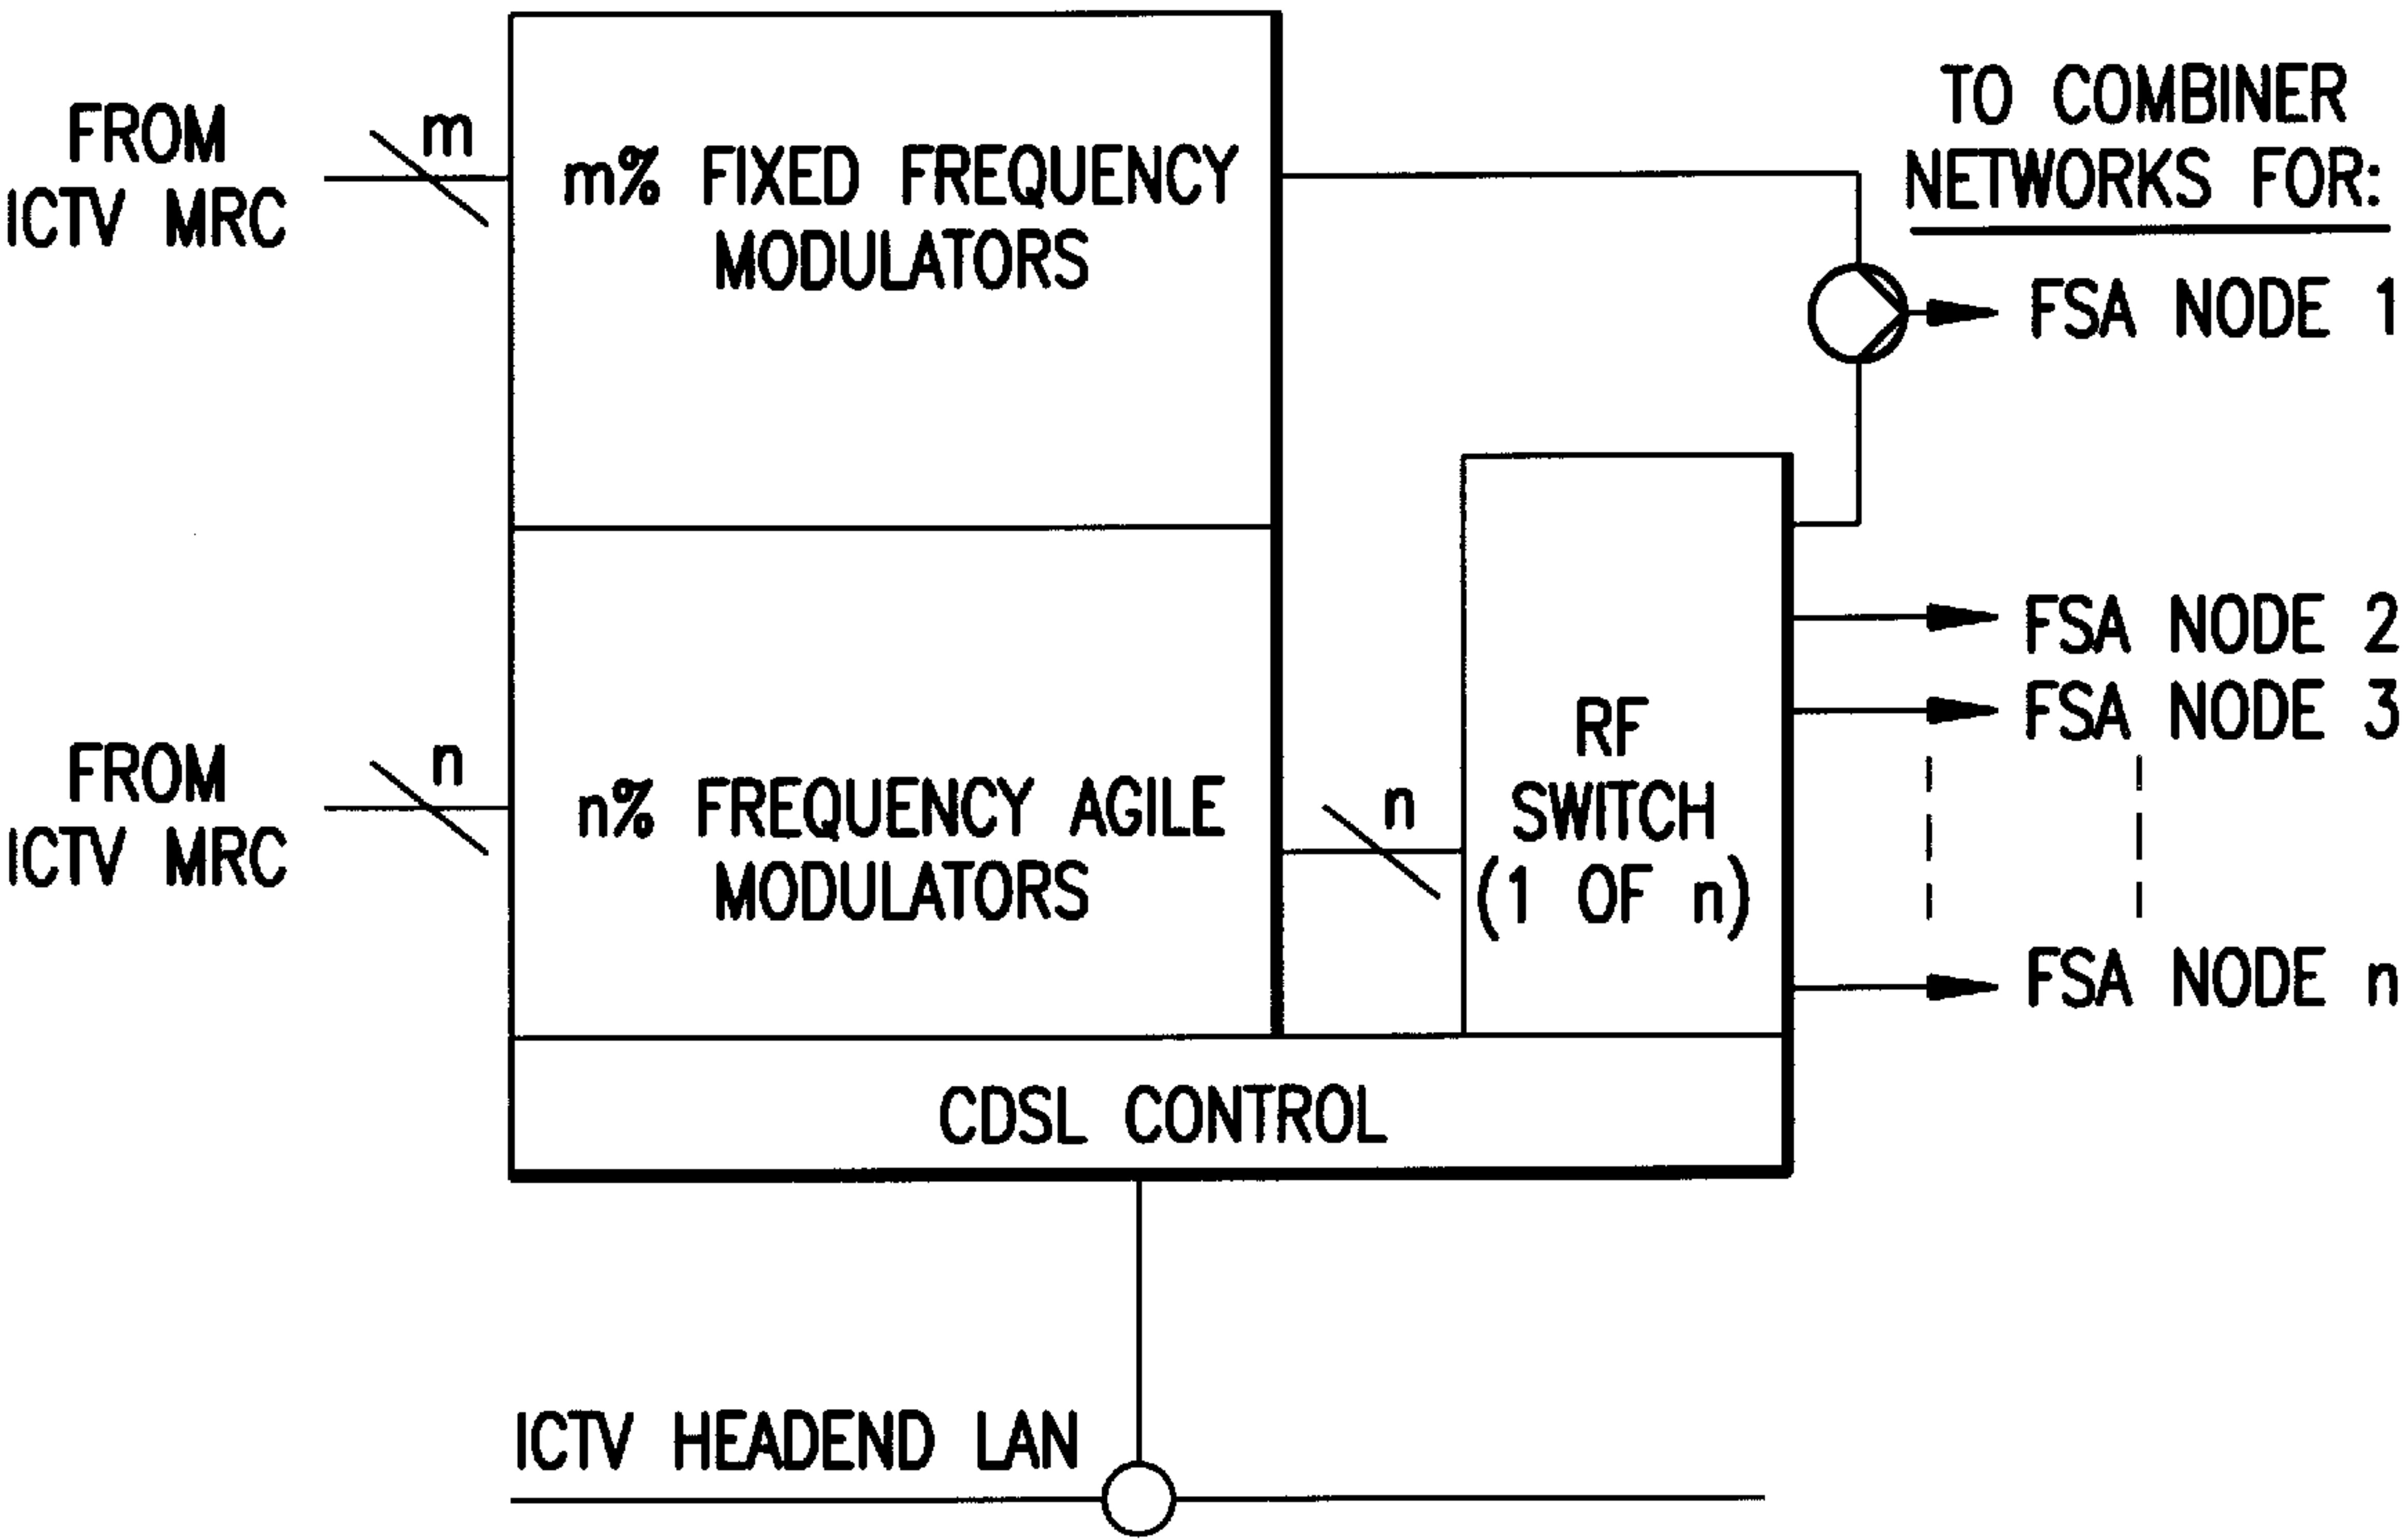 FROM
ICTV MRC
m
m% FIXED FREQUENCY
MODULATORS
TO COMBINER
NETWORKS FOR:
FSA NODE 1
FSA NODE 2
FSA NODE 3
FSA NODE n
FROM
ICTV MRC
n
n% FREQUENCY AGILE
MODULATORS
n
RF
SWITCH
(1 OF n)
CDSL CONTROL
ICTV HEADEND LAN